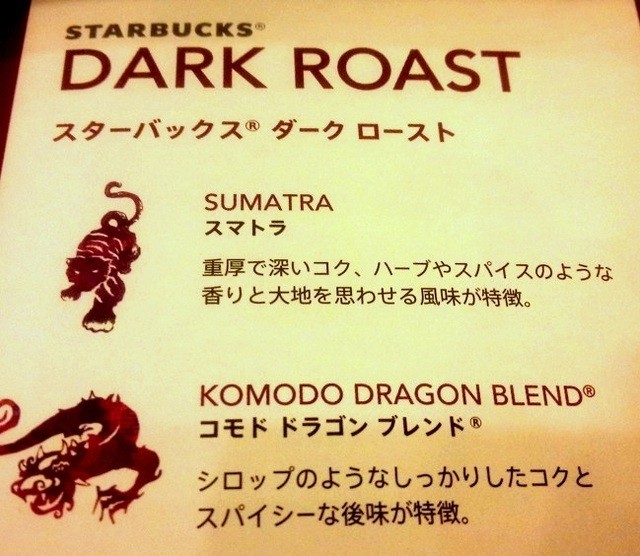 STARBUCKS®
DARK ROAST
スターバックス® ダーク ロースト
SUMATRA
スマトラ
重厚で深いコク、ハーブやスパイスのような
香りと大地を思わせる風味が特徴。
KOMODO DRAGON BLEND®
コモド ドラゴン ブレンド®
シロップのようなしっかりしたコクと
スパイシーな後味が特徴。